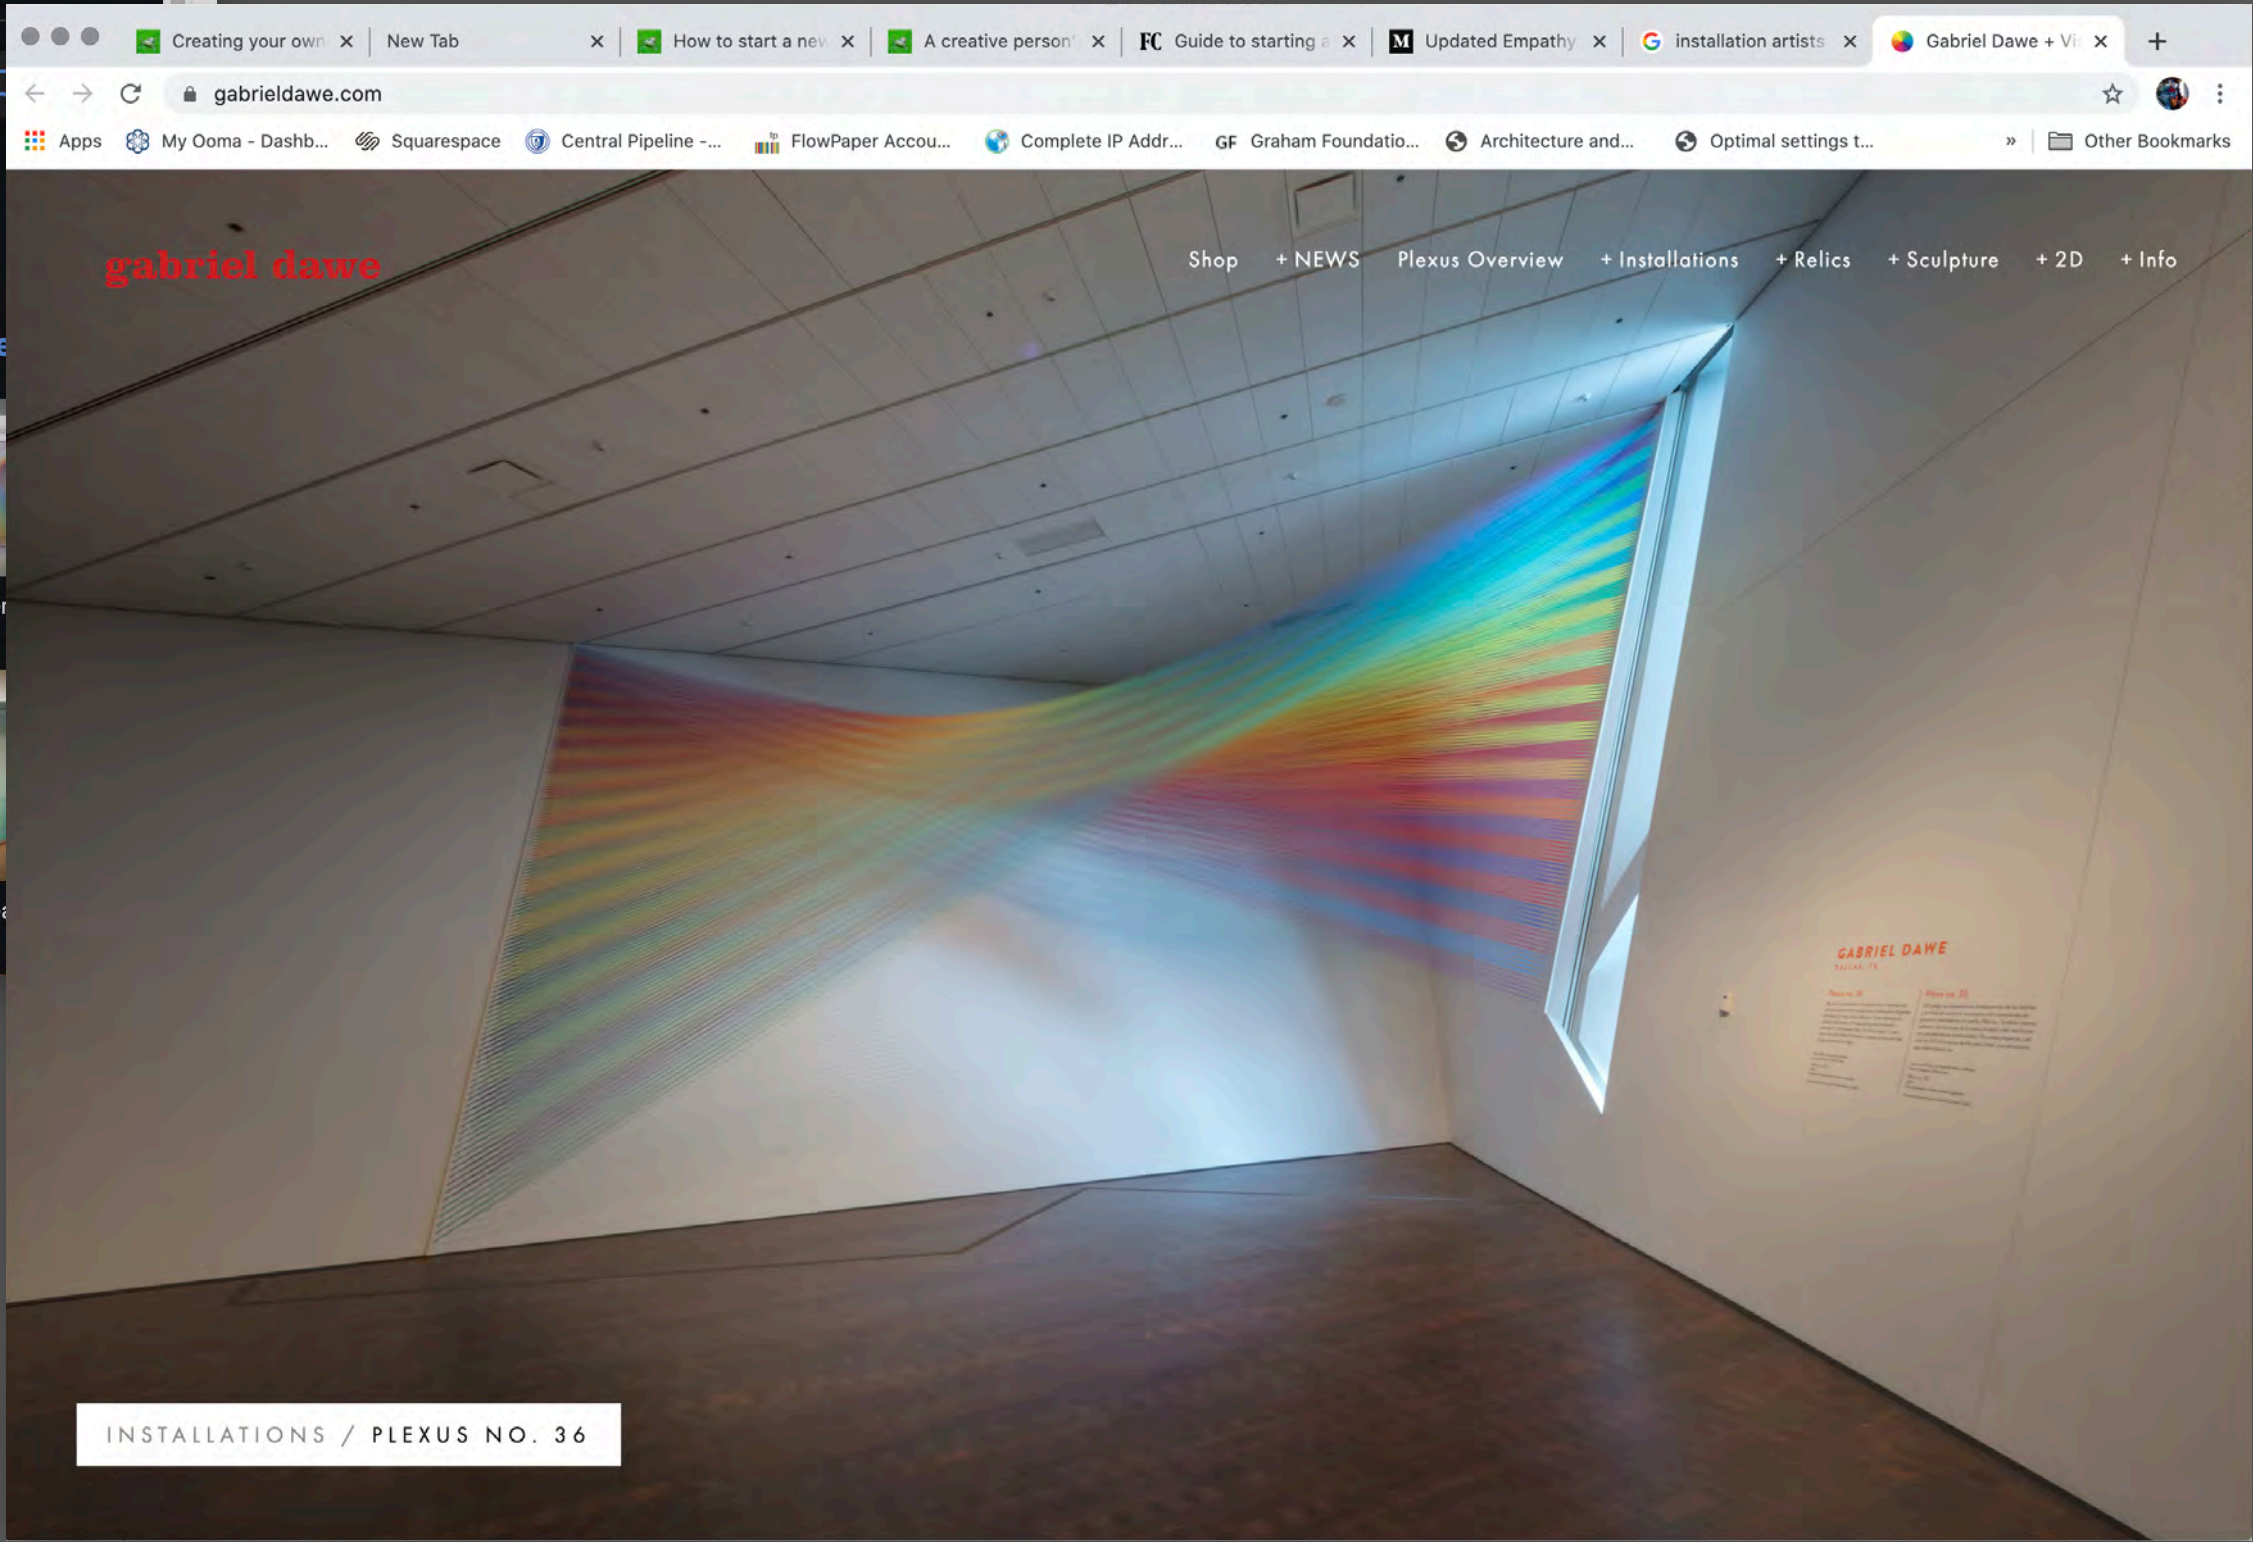 Creating your own
New Tab
How to start a new
A creative person'
FC Guide to starting a
M Updated Empathy
G installation artists
Gabriel Dawe + Vi
gabrieldawe.com
Apps
My Ooma - Dashb...
Squarespace
Central Pipeline -...
fp FlowPaper Accou...
Complete IP Addr...
GF Graham Foundatio...
Architecture and...
Optimal settings t...
»
Other Bookmarks
gabriel dawe
Shop
+ NEWS
Plexus Overview
+ Installations
+ Relics
+ Sculpture
+ 2D
+ Info
GABRIEL DAWE
INSTALLATIONS / PLEXUS NO. 36